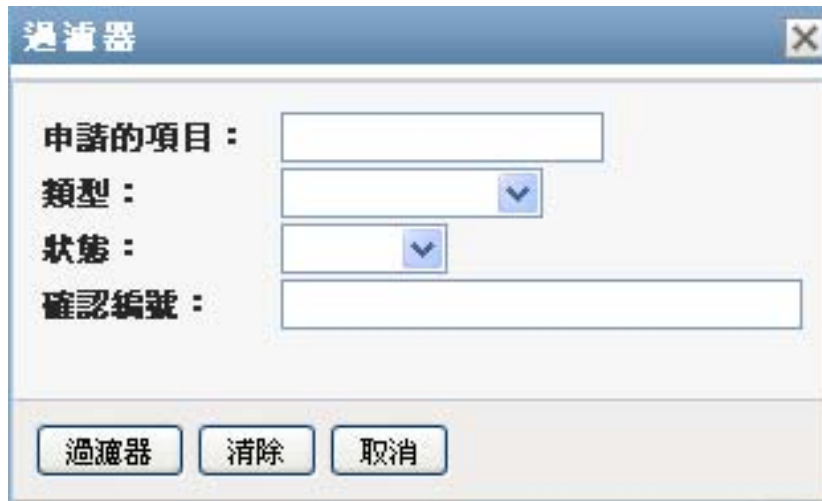 過濾器
申請的項目：
類型：
狀態：
確認編號：
過濾器 清除 取消